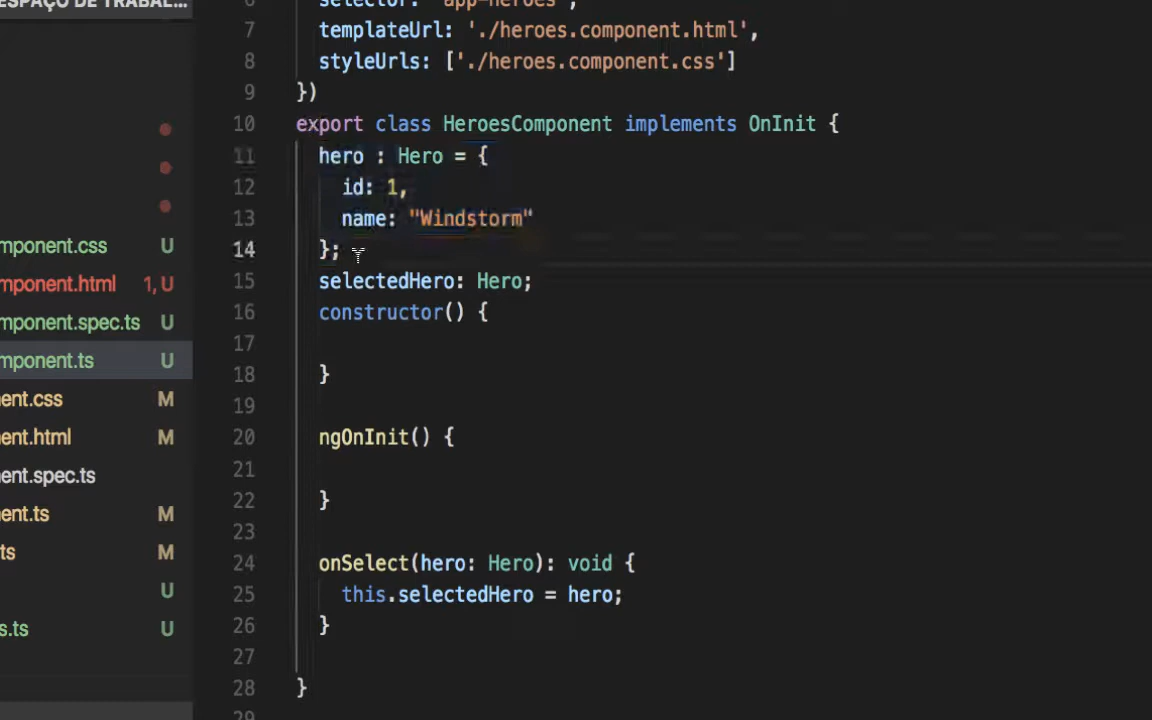 ESPAÇO DE TRABAL...
mponent.css U
mponent.html 1, U
mponent.spec.ts U
mponent.ts U
ent.css M
ent.html M
ent.spec.ts
ent.ts M
ts M
U
s.ts U
6 selector: 'app-heroes',
7 templateUrl: './heroes.component.html',
8 styleUrls: ['./heroes.component.css']
9 })
10 export class HeroesComponent implements OnInit {
11 hero : Hero = {
12 id: 1,
13 name: "Windstorm"
14 };
15 selectedHero: Hero;
16 constructor() {
17
18 }
19
20 ngOnInit() {
21
22 }
23
24 onSelect(hero: Hero): void {
25 this.selectedHero = hero;
26 }
27
28 }
29